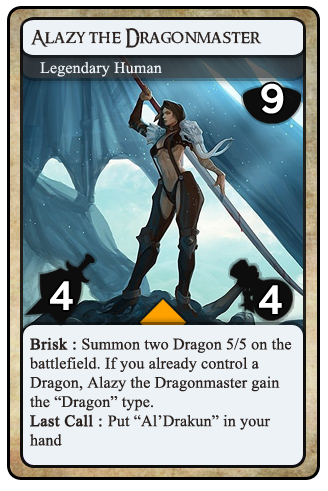 Alazy the Dragonmaster
Legendary Human
9
4
4
Brisk : Summon two Dragon 5/5 on the
battlefield. If you already control a
Dragon, Alazy the Dragonmaster gain
the “Dragon” type.
Last Call : Put “Al’Drakun” in your
hand